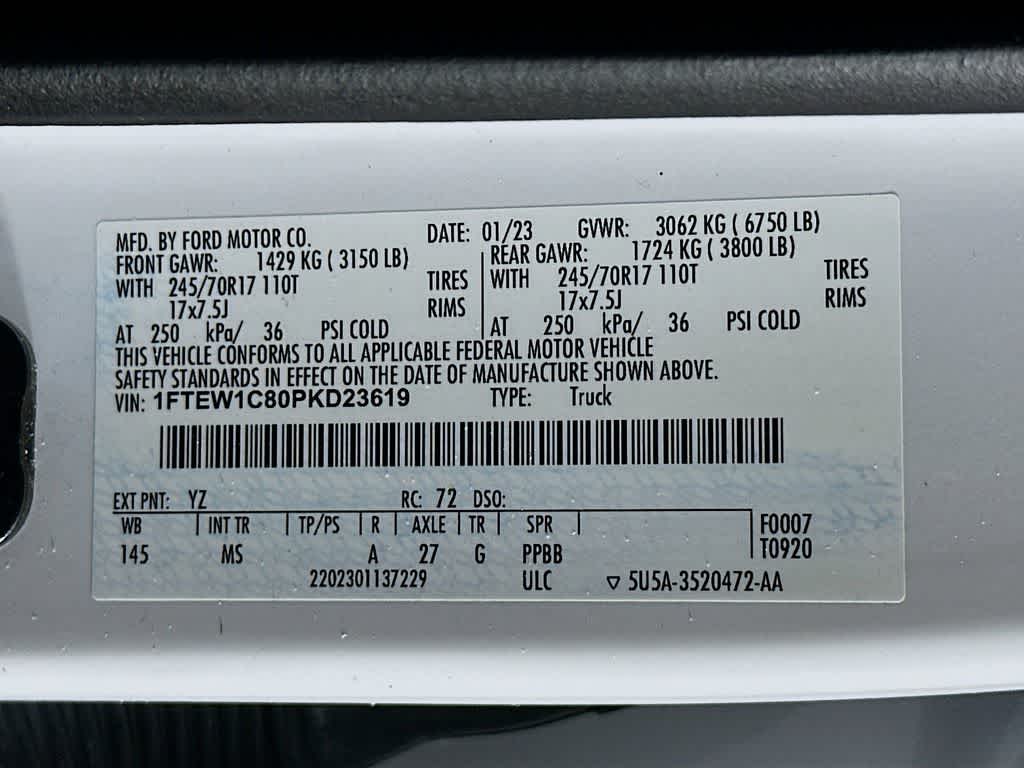 MFD. BY FORD MOTOR CO. DATE: 01/23 GVWR: 3062 KG ( 6750 LB)
FRONT GAWR: 1429 KG ( 3150 LB) REAR GAWR: 1724 KG ( 3800 LB)
WITH 245/70R17 110T TIRES WITH 245/70R17 110T TIRES
17x7.5J RIMS 17x7.5J RIMS
AT 250 kPa/ 36 PSI COLD AT 250 kPa/ 36 PSI COLD
THIS VEHICLE CONFORMS TO ALL APPLICABLE FEDERAL MOTOR VEHICLE
SAFETY STANDARDS IN EFFECT ON THE DATE OF MANUFACTURE SHOWN ABOVE.
VIN: 1FTEW1C80PKD23619 TYPE: Truck
EXT PNT: YZ RC: 72 DSO:
WB | INT TR | TP/PS | R | AXLE | TR | SPR | F0007
145 MS A 27 G PPBB T0920
2202301137229 ULC ▽ 5U5A-3520472-AA